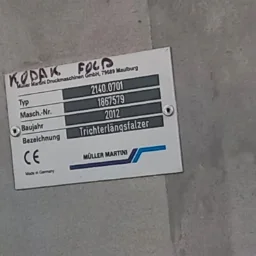 KODAK FOLD
Müller Martini Druckmaschinen GmbH, 79689 Maulburg
Typ 2140.0701
Masch.-Nr. 1867579
Baujahr 2012
Bezeichnung Trichterlängsfalzer
CE MÜLLER MARTINI
Made in Germany